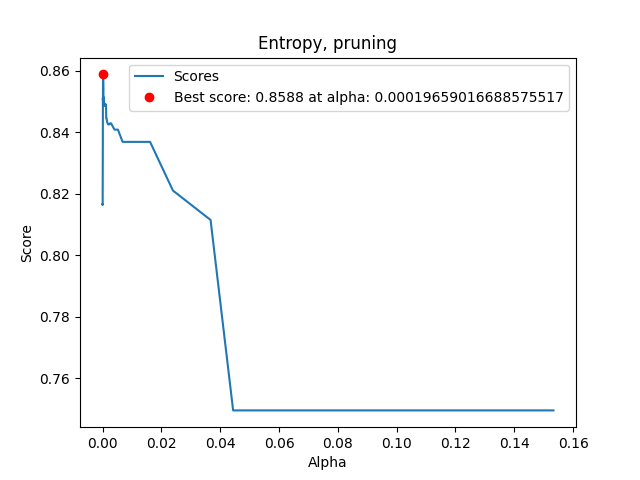 Entropy, pruning
Scores
Best score: 0.8588 at alpha: 0.00019659016688575517
0.86
0.84
0.82
0.80
0.78
0.76
Score
0.00 0.02 0.04 0.06 0.08 0.10 0.12 0.14 0.16
Alpha